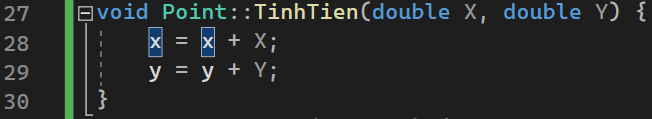 27 void Point::TinhTien(double X, double Y) {
28 x = x + X;
29 y = y + Y;
30 }